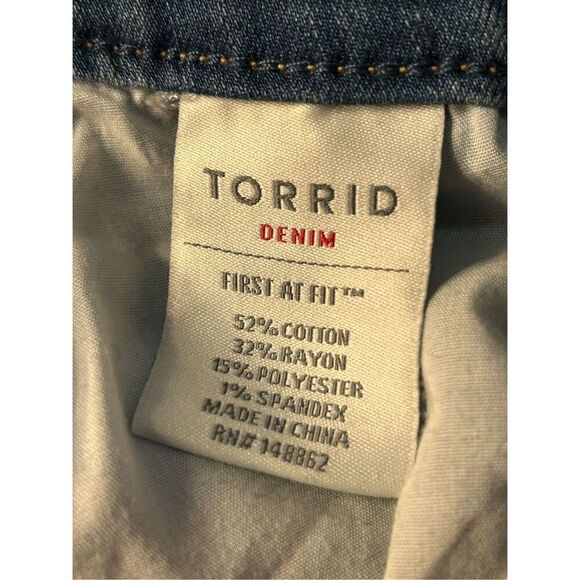 TORRID
DENIM
FIRST AT FIT™
52% COTTON
32% RAYON
15% POLYESTER
1% SPANDEX
MADE IN CHINA
RN# 148862